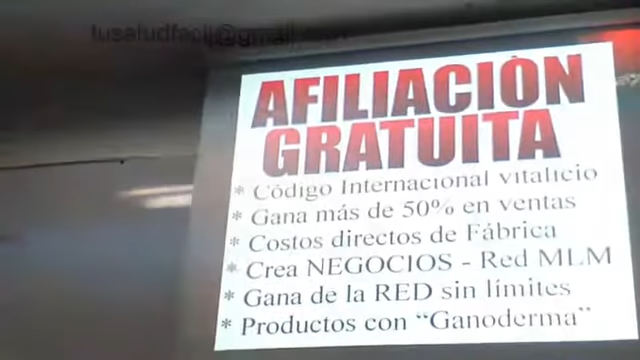 tusaludfacil@gmail.com
AFILIACIÓN
GRATUITA
* Código Internacional vitalicio
* Gana más de 50% en ventas
* Costos directos de Fábrica
* Crea NEGOCIOS - Red MLM
* Gana de la RED sin límites
* Productos con “Ganoderma”